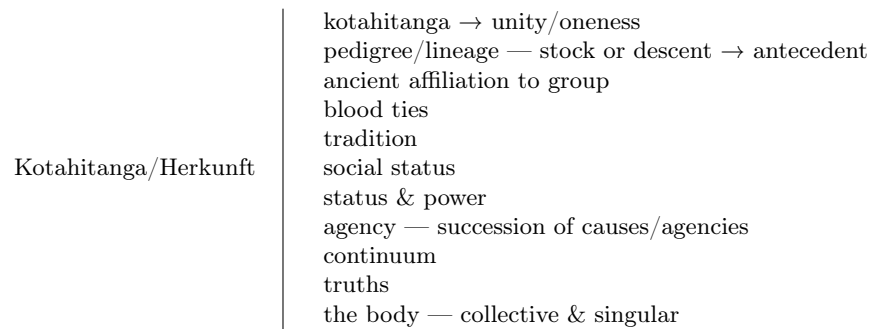 kotahitanga → unity/oneness
pedigree/lineage — stock or descent → antecedent
ancient affiliation to group
blood ties
tradition
Kotahitanga/Herkunft
social status
status & power
agency — succession of causes/agencies
continuum
truths
the body — collective & singular